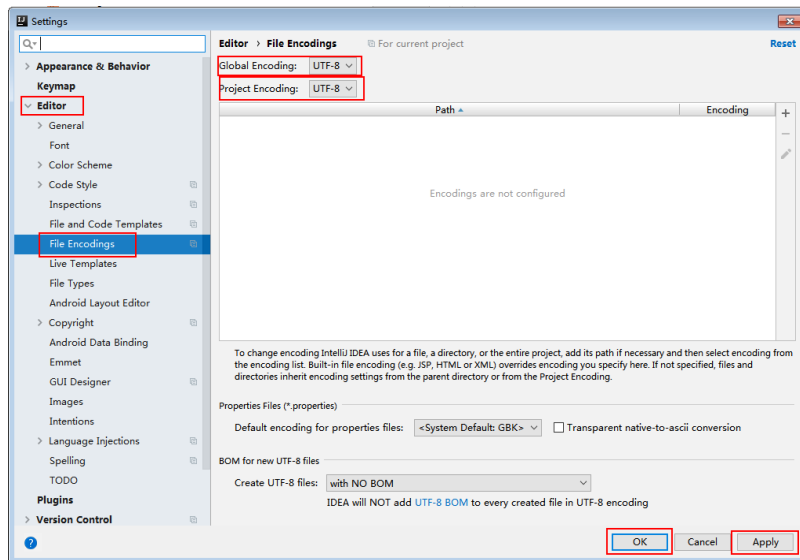 Settings
Appearance & Behavior
Keymap
Editor
General
Font
Color Scheme
Code Style
Inspections
File and Code Templates
File Encodings
Live Templates
File Types
Android Layout Editor
Copyright
Android Data Binding
Emmet
GUI Designer
Images
Intentions
Language Injections
Spelling
TODO
Plugins
Version Control
Editor > File Encodings For current project Reset
Global Encoding: UTF-8
Project Encoding: UTF-8
Path Encoding
Encodings are not configured
To change encoding IntelliJ IDEA uses for a file, a directory, or the entire project, add its path if necessary and then select encoding from
the encoding list. Built-in file encoding (e.g. JSP, HTML or XML) overrides encoding you specify here. If not specified, files and
directories inherit encoding settings from the parent directory or from the Project Encoding.
Properties Files (*.properties)
Default encoding for properties files: <System Default: GBK> Transparent native-to-ascii conversion
BOM for new UTF-8 files
Create UTF-8 files: with NO BOM
IDEA will NOT add UTF-8 BOM to every created file in UTF-8 encoding
? OK Cancel Apply